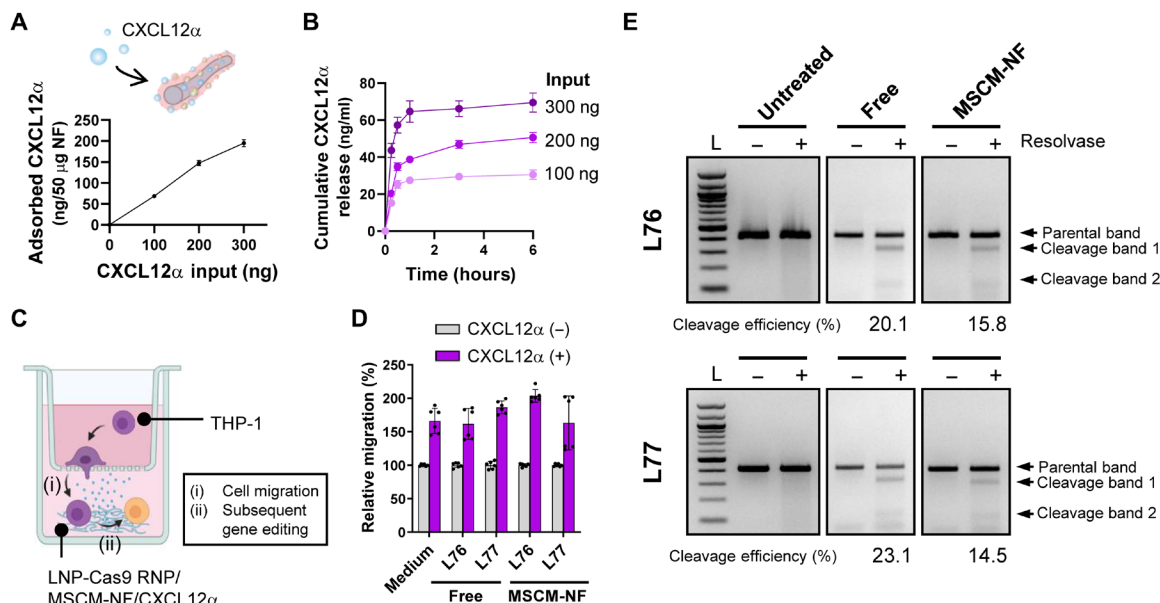 A
CXCL12α
Adsorbed CXCL12α
(ng/50 μg NF)
250
200
150
100
50
0
0 100 200 300
CXCL12α input (ng)
B
Cumulative CXCL12α
release (ng/ml)
80
60
40
20
0
0 2 4 6
Time (hours)
Input
300 ng
200 ng
100 ng
C
THP-1
(i)
(ii)
(i) Cell migration
(ii) Subsequent
gene editing
LNP-Cas9 RNP/
MSCM-NF/CXCL12α
D
CXCL12α (–)
CXCL12α (+)
Relative migration (%)
250
200
150
100
50
0
Medium L76 L77 L76 L77
Free MSCM-NF
E
Untreated Free MSCM-NF
L – + – + – + Resolvase
L76
Parental band
Cleavage band 1
Cleavage band 2
Cleavage efficiency (%) 20.1 15.8
L – + – + – +
L77
Parental band
Cleavage band 1
Cleavage band 2
Cleavage efficiency (%) 23.1 14.5